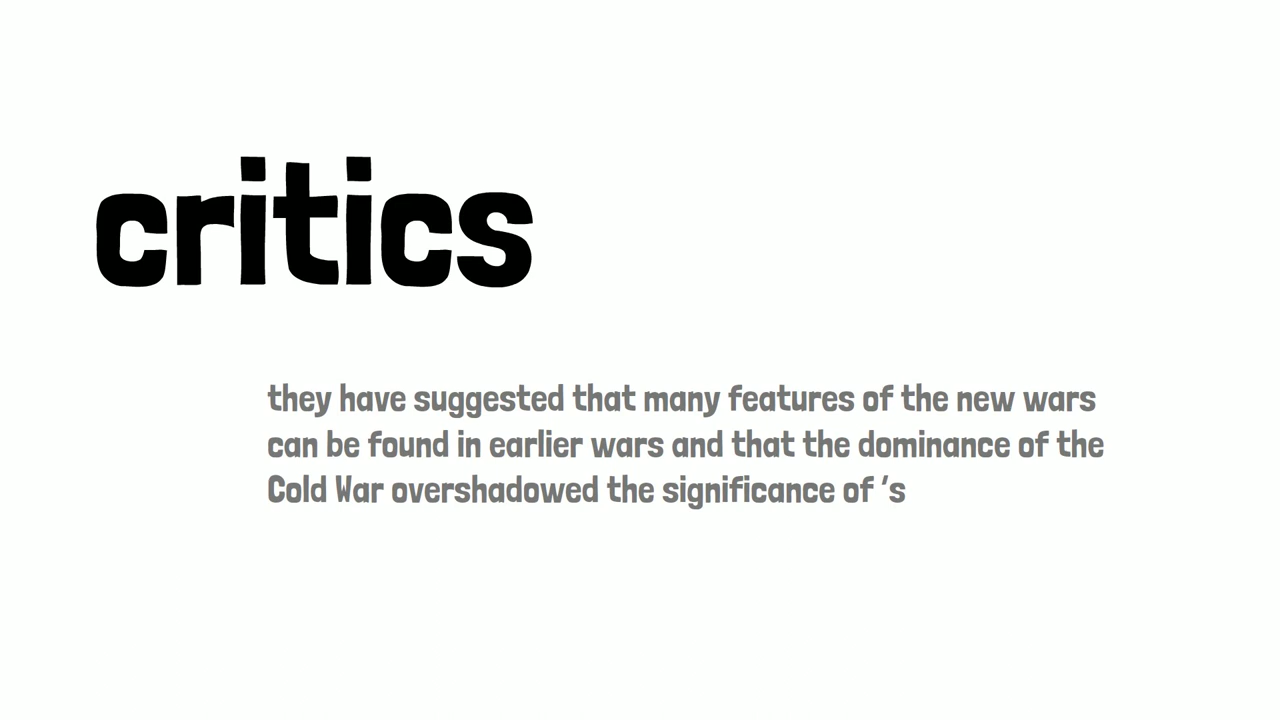 critics
they have suggested that many features of the new wars
can be found in earlier wars and that the dominance of the
Cold War overshadowed the significance of 's